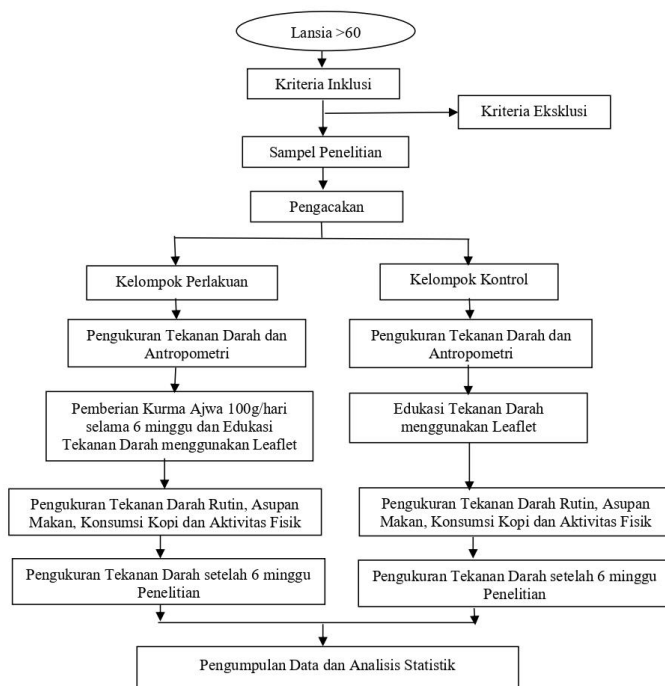 Lansia >60
Kriteria Inklusi
Kriteria Eksklusi
Sampel Penelitian
Pengacakan
Kelompok Perlakuan
Kelompok Kontrol
Pengukuran Tekanan Darah dan
Antropometri
Pengukuran Tekanan Darah dan
Antropometri
Pemberian Kurma Ajwa 100g/hari
selama 6 minggu dan Edukasi
Tekanan Darah menggunakan Leaflet
Edukasi Tekanan Darah
menggunakan Leaflet
Pengukuran Tekanan Darah Rutin, Asupan
Makan, Konsumsi Kopi dan Aktivitas Fisik
Pengukuran Tekanan Darah Rutin, Asupan
Makan, Konsumsi Kopi dan Aktivitas Fisik
Pengukuran Tekanan Darah setelah 6 minggu
Penelitian
Pengukuran Tekanan Darah setelah 6 minggu
Penelitian
Pengumpulan Data dan Analisis Statistik